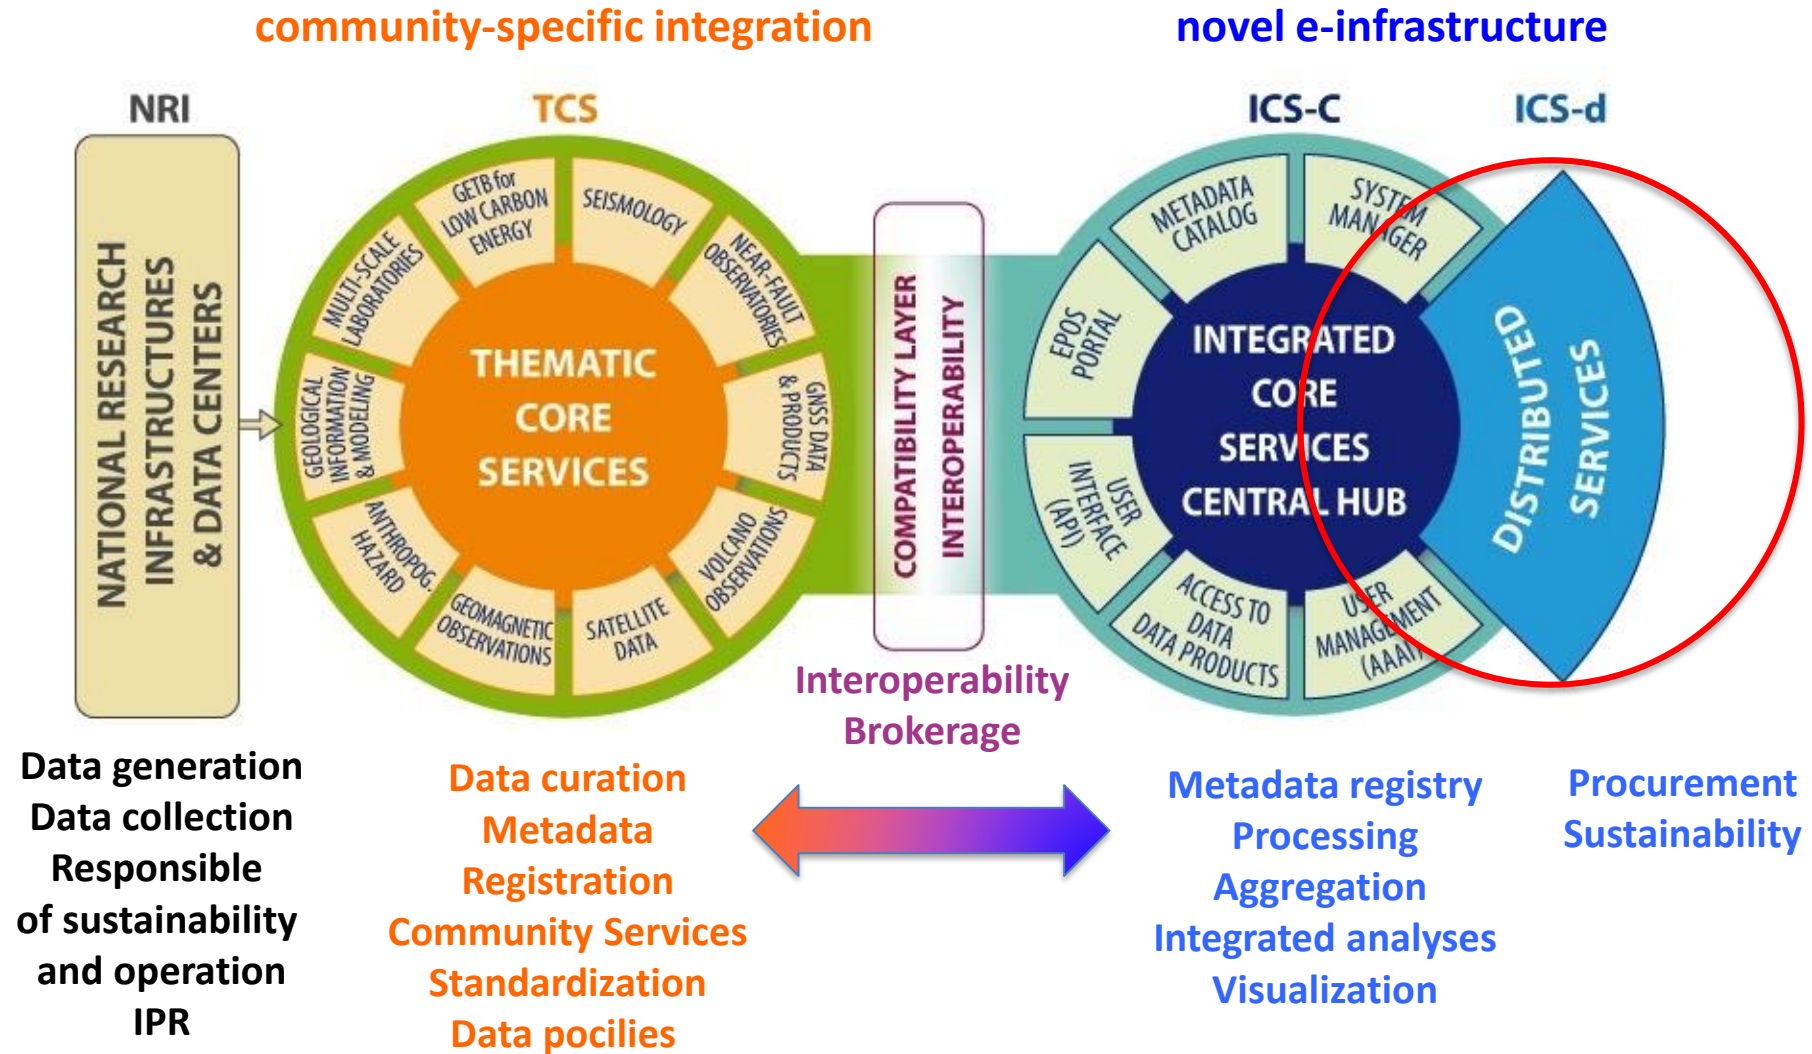 community-specific integration
novel e-infrastructure
NRI
TCS
ICS-C
ICS-d
NATIONAL RESEARCH
INFRASTRUCTURES
& DATA CENTERS
GETB for
LOW CARBON
ENERGY
SEISMOLOGY
NEAR-FAULT
OBSERVATORIES
GNSS DATA
& PRODUCTS
VOLCANO
OBSERVATIONS
SATELLITE
DATA
GEOMAGNETIC
OBSERVATIONS
ANTHROPOG.
HAZARD
GEOLOGICAL
INFORMATION
& MODELING
MULTI-SCALE
LABORATORIES
THEMATIC
CORE
SERVICES
COMPATIBILITY LAYER
INTEROPERABILITY
METADATA
CATALOG
SYSTEM
MANAGER
EPOS
PORTAL
USER
INTERFACE
(API)
ACCESS TO
DATA
DATA PRODUCTS
USER
MANAGEMENT
(AAAI)
INTEGRATED
CORE
SERVICES
CENTRAL HUB
DISTRIBUTED
SERVICES
Interoperability
Brokerage
Data generation
Data collection
Responsible
of sustainability
and operation
IPR
Data curation
Metadata
Registration
Community Services
Standardization
Data pocilies
Metadata registry
Processing
Aggregation
Integrated analyses
Visualization
Procurement
Sustainability